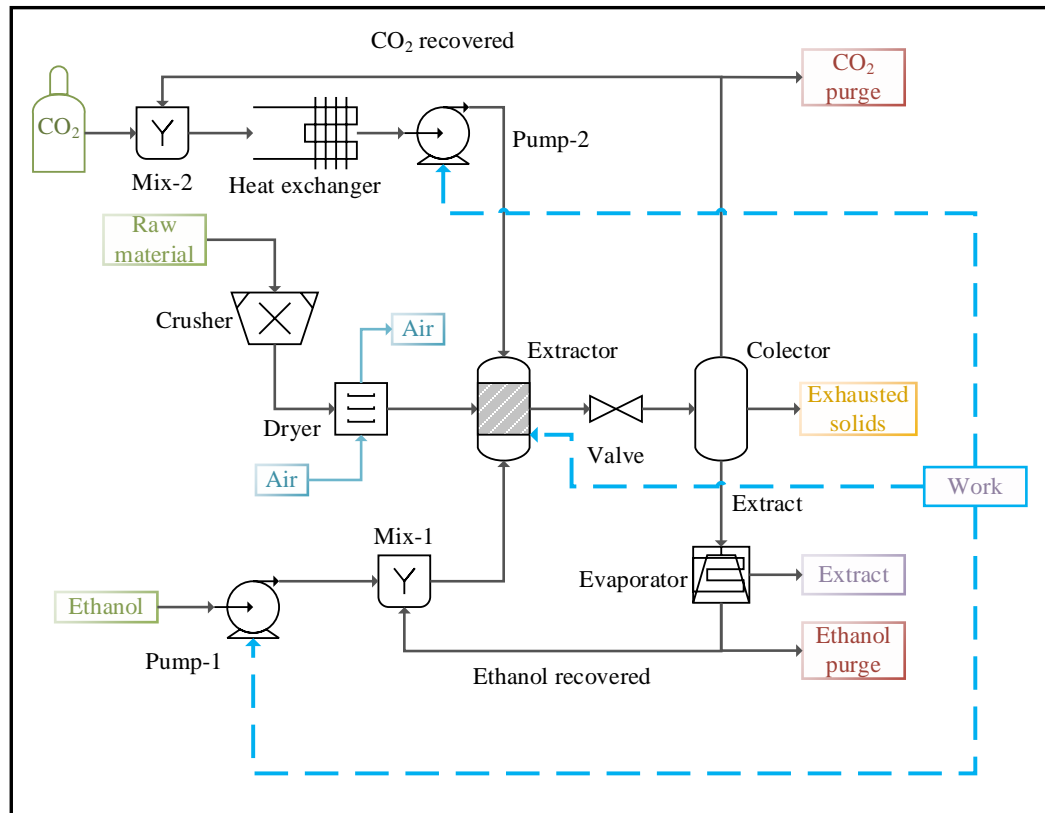 CO₂ recovered
CO₂
purge
CO₂
Pump-2
Mix-2
Heat exchanger
Raw
material
Crusher
Air
Extractor
Colector
Exhausted
solids
Dryer
Valve
Air
Work
Extract
Mix-1
Evaporator
Extract
Ethanol
Ethanol
purge
Pump-1
Ethanol recovered